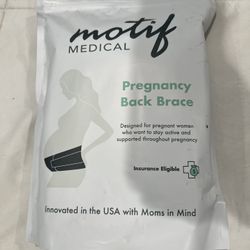 motif
MEDICAL
Pregnancy
Back Brace
Designed for pregnant women
who want to stay active and
supported throughout pregnancy
Insurance Eligible
Innovated in the USA with Moms in Mind